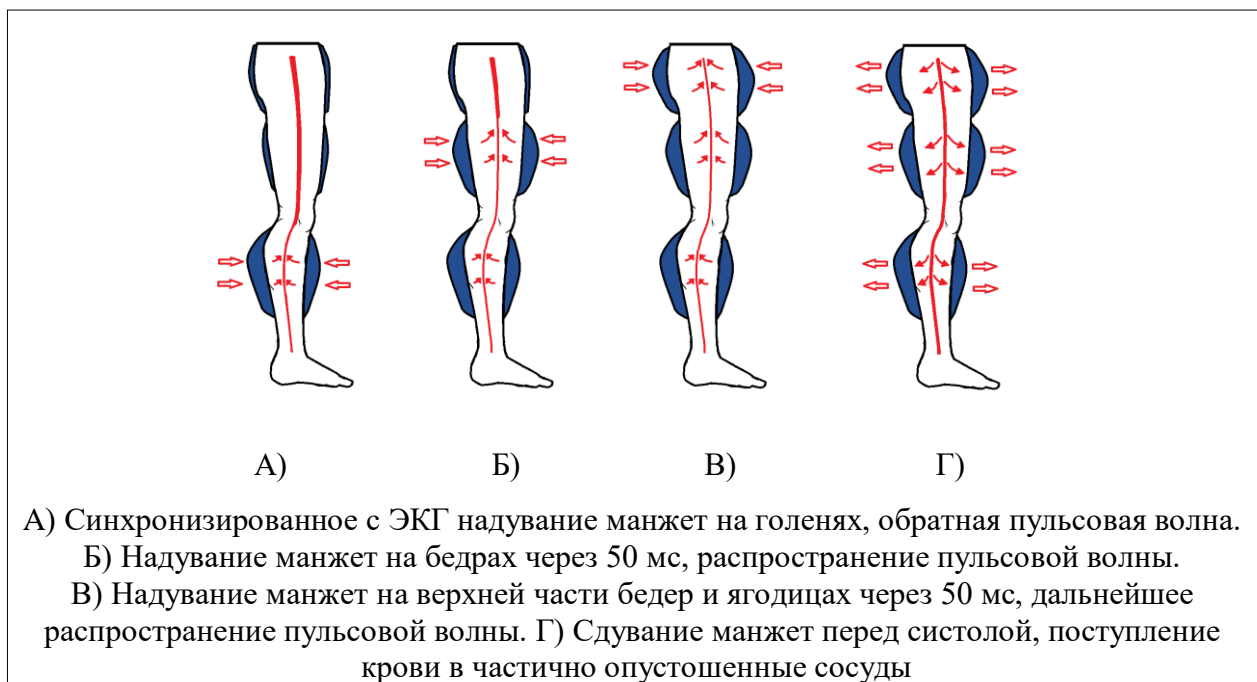 А) Б) В) Г)
А) Синхронизированное с ЭКГ надувание манжет на голенях, обратная пульсовая волна.
Б) Надувание манжет на бедрах через 50 мс, распространение пульсовой волны.
В) Надувание манжет на верхней части бедер и ягодицах через 50 мс, дальнейшее
распространение пульсовой волны. Г) Сдувание манжет перед систолой, поступление
крови в частично опустошенные сосуды